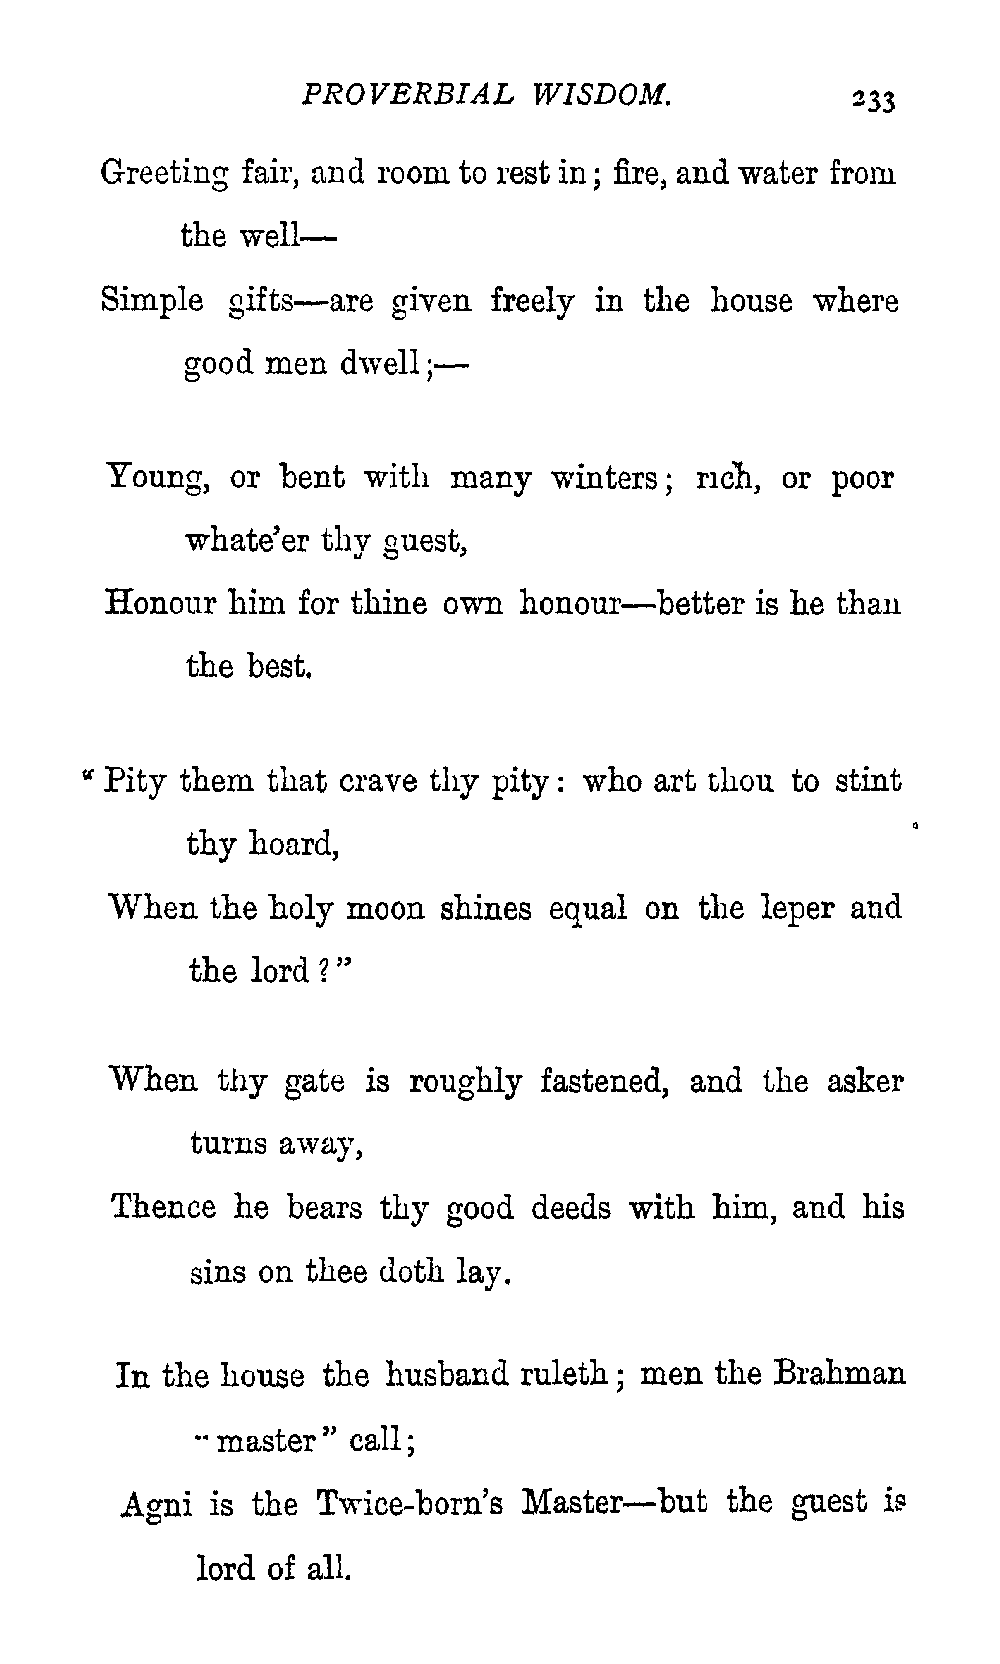 PROVERBIAL WISDOM. 233
Greeting fair, and room to rest in; fire, and water from
the well—
Simple gifts—are given freely in the house where
good men dwell;—
Young, or bent with many winters; rich, or poor
whate'er thy guest,
Honour him for thine own honour—better is he than
the best.
“Pity them that crave thy pity: who art thou to stint
thy hoard,
When the holy moon shines equal on the leper and
the lord?”
When thy gate is roughly fastened, and the asker
turns away,
Thence he bears thy good deeds with him, and his
sins on thee doth lay.
In the house the husband ruleth; men the Brahman
“master” call;
Agni is the Twice-born's Master—but the guest is
lord of all.